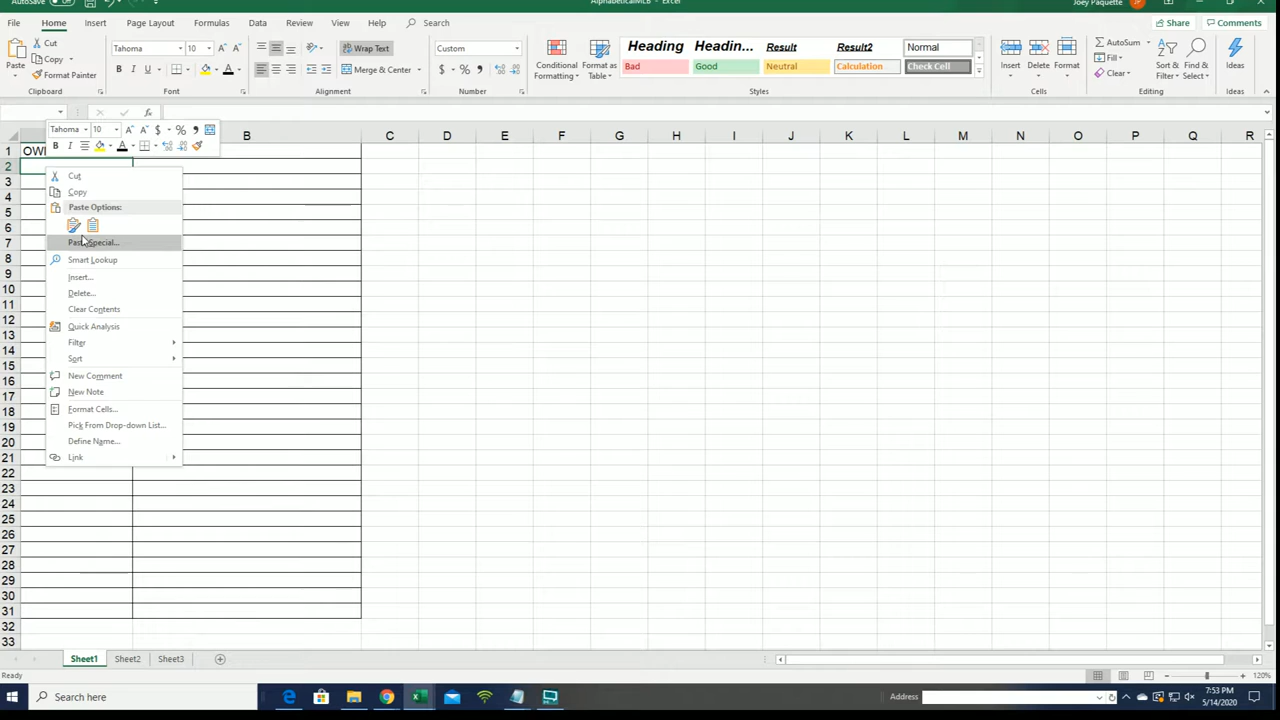 AutoSave
AlphabeticalMLB - Excel
Joey Paquette
File Home Insert Page Layout Formulas Data Review View Help Search
Share Comments
Paste
Cut
Copy
Format Painter
Clipboard
Tahoma 10
B I U
Font
Wrap Text
Merge & Center
Alignment
Custom
$ % 9
Number
Conditional Formatting
Format as Table
Heading Headin... Result Result2 Normal
Bad Good Neutral Calculation Check Cell
Styles
Insert Delete Format
Cells
AutoSum
Fill
Clear
Sort & Filter
Find & Select
Editing
Ideas
Ideas
fx
Tahoma 10 $ % 9
B I A
B C D E F G H I J K L M N O P Q R
1 OW
2
3
4
5
6
7
8
9
10
11
12
13
14
15
16
17
18
19
20
21
22
23
24
25
26
27
28
29
30
31
32
33
Cut
Copy
Paste Options:
Paste Special...
Smart Lookup
Insert...
Delete...
Clear Contents
Quick Analysis
Filter
Sort
New Comment
New Note
Format Cells...
Pick From Drop-down List...
Define Name...
Link
Sheet1 Sheet2 Sheet3
Ready
120%
Search here
Address
7:53 PM
5/14/2020